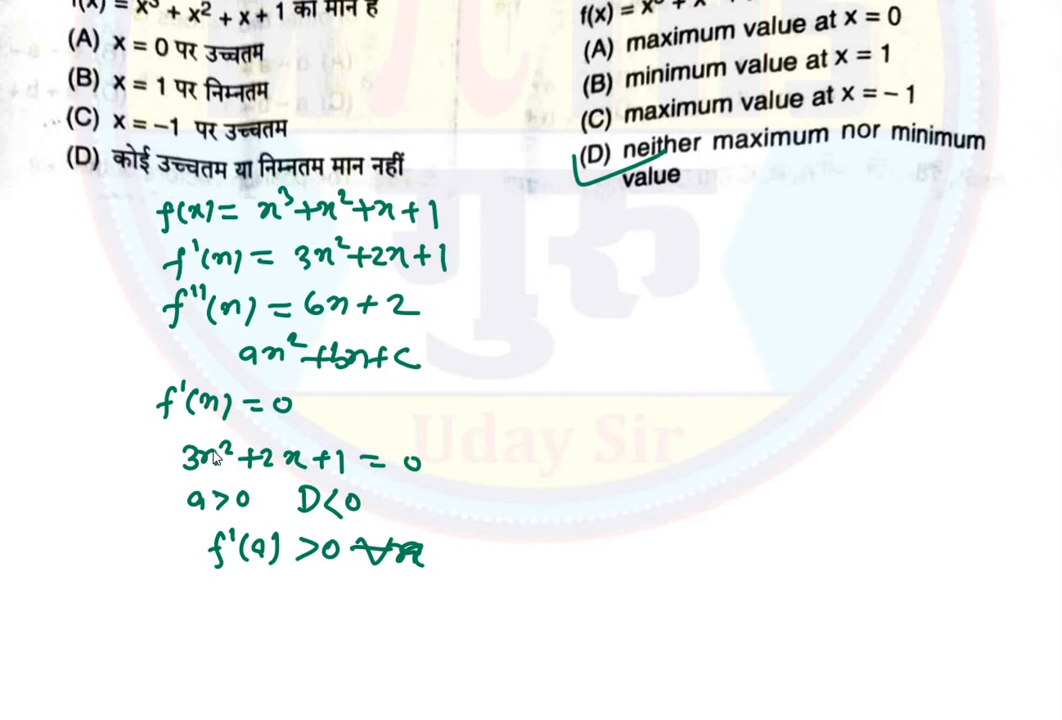 f(x) = x³ + x² + x + 1 का मान है
(A) x = 0 पर उच्चतम
(B) x = 1 पर निम्नतम
(C) x = –1 पर उच्चतम
(D) कोई उच्चतम या निम्नतम मान नहीं
f(x) = x
(A) maximum value at x = 0
(B) minimum value at x = 1
(C) maximum value at x = – 1
(D) neither maximum nor minimum
value
f(x) = x³+x²+x+1
f'(x) = 3x²+2x+1
f''(x) = 6x+2
ax²+bx+c
f'(x) = 0
3x²+2x+1 = 0
a>0 D<0
f'(a) >0 ∀x
गुरु
Uday Sir